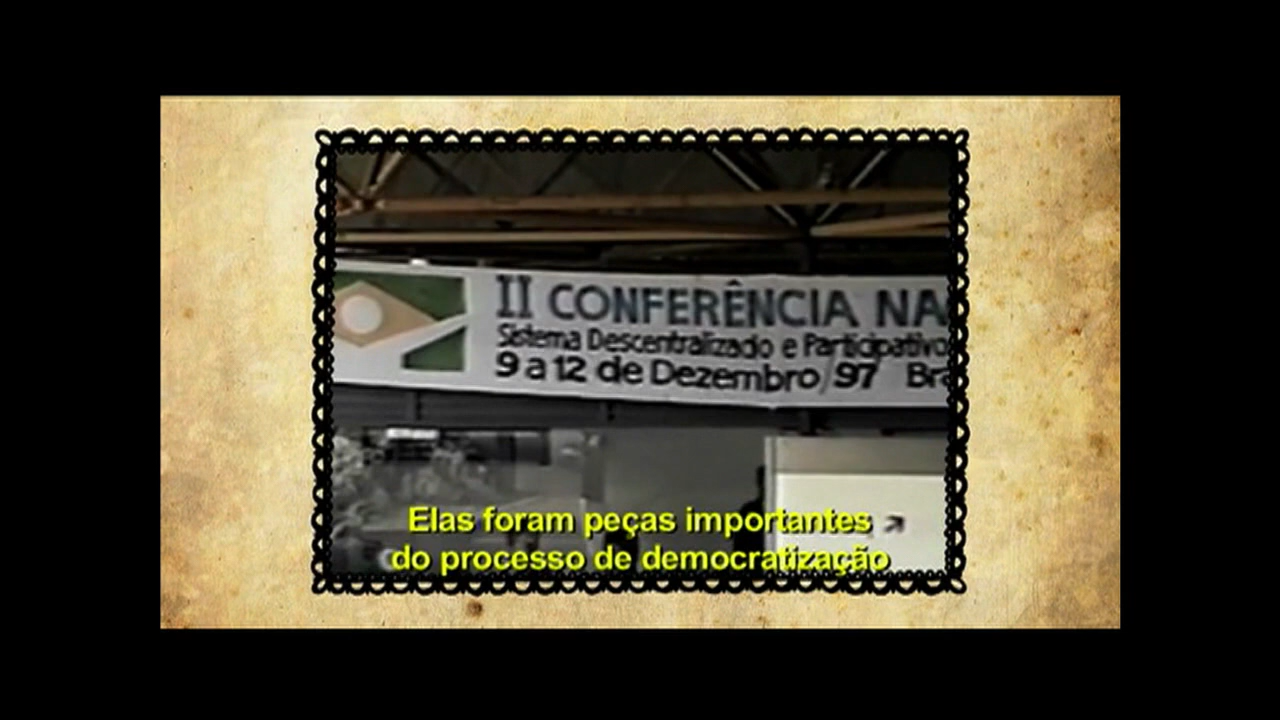 II CONFERÊNCIA NA
Sistema Descentralizado e Participativo
9 a 12 de Dezembro/97 Bra
Elas foram peças importantes
do processo de democratização